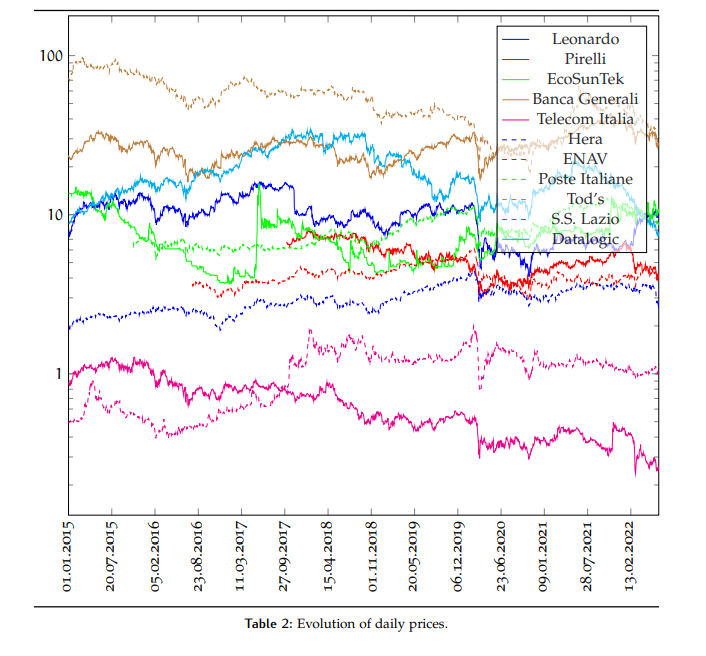 100
10
1
Leonardo
Pirelli
EcoSunTek
Banca Generali
Telecom Italia
Hera
ENAV
Poste Italiane
Tod's
S.S. Lazio
Datalogic
01.01.2015
20.07.2015
05.02.2016
23.08.2016
11.03.2017
27.09.2017
15.04.2018
01.11.2018
20.05.2019
06.12.2019
23.06.2020
09.01.2021
28.07.2021
13.02.2022
Table 2: Evolution of daily prices.